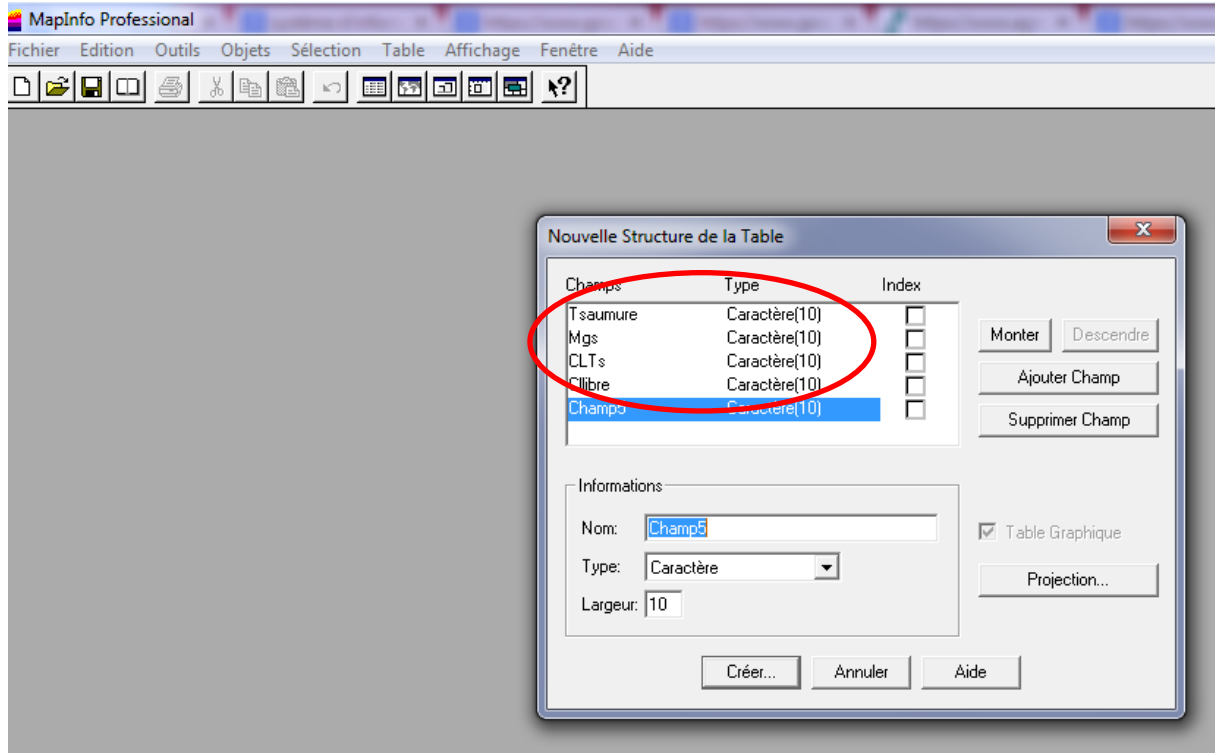 MapInfo Professional
Fichier Edition Outils Objets Sélection Table Affichage Fenêtre Aide
Nouvelle Structure de la Table
Champs Type Index
Tsaumure Caractère(10)
Mgs Caractère(10)
CLTs Caractère(10)
Cllibre Caractère(10)
Champ5 Caractère(10)
Monter Descendre
Ajouter Champ
Supprimer Champ
Informations
Nom: Champ5
Table Graphique
Type: Caractère
Projection...
Largeur: 10
Créer... Annuler Aide